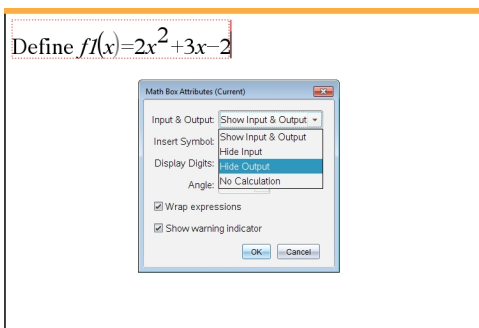 Define f1(x)=2x²+3x−2
Math Box Attributes (Current)
Input & Output: Show Input & Output
Show Input & Output
Insert Symbol:
Hide Input
Display Digits:
Hide Output
Angle:
No Calculation
Wrap expressions
Show warning indicator
OK Cancel